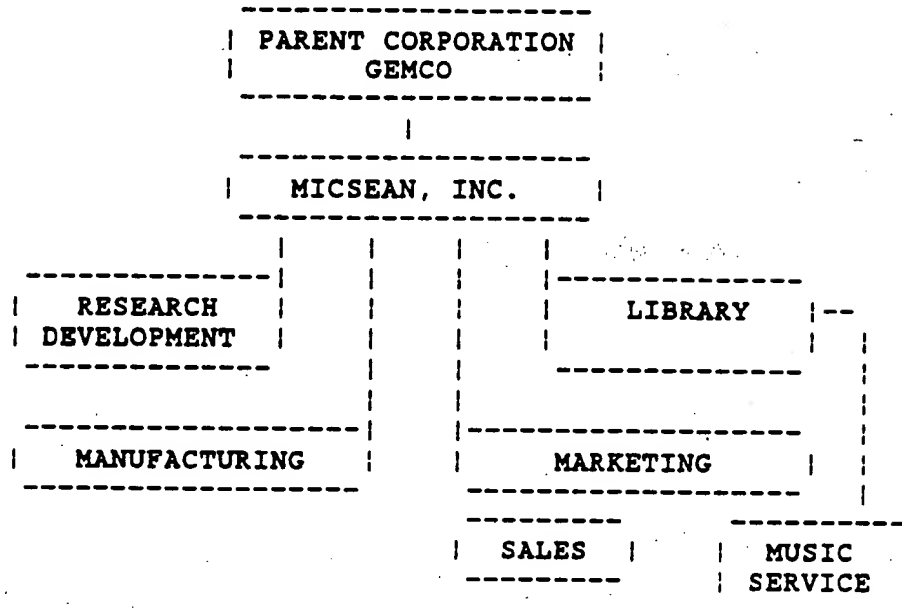 PARENT CORPORATION
GEMCO
MICSEAN, INC.
RESEARCH
DEVELOPMENT
LIBRARY
MANUFACTURING
MARKETING
SALES
MUSIC
SERVICE